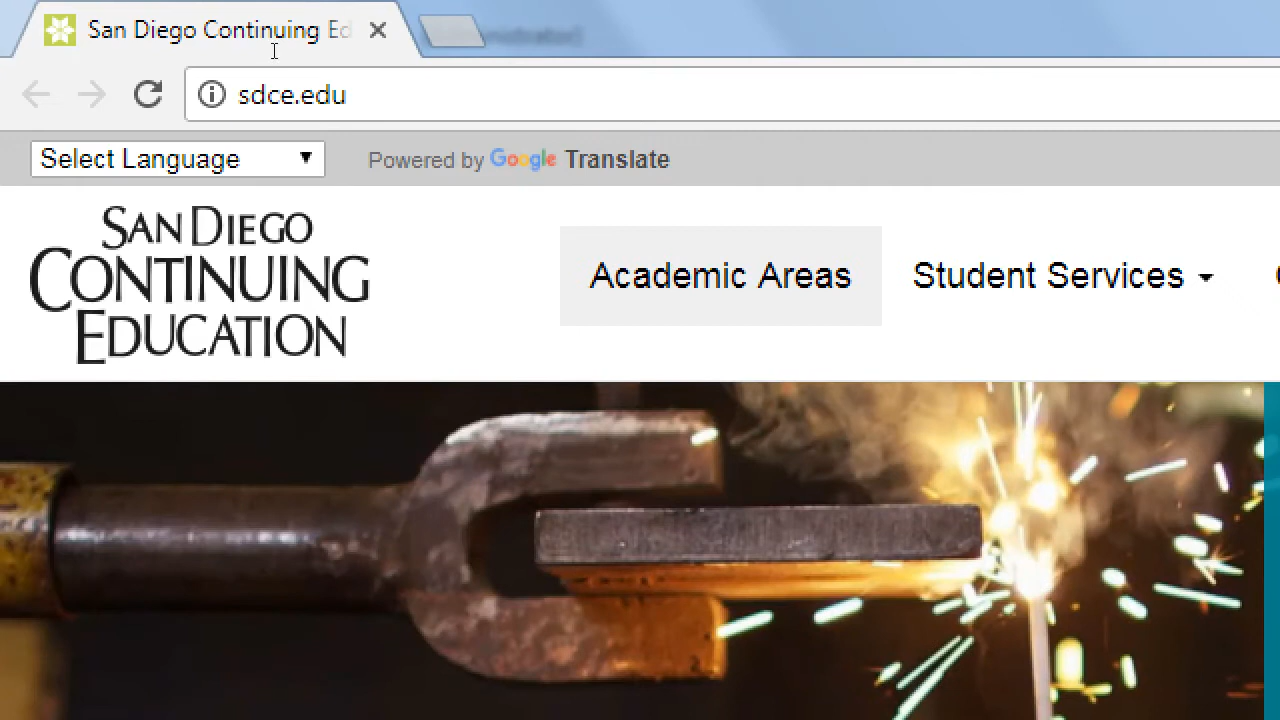 San Diego Continuing Ed
sdce.edu
Select Language
Powered by Google Translate
SAN DIEGO
CONTINUING
EDUCATION
Academic Areas
Student Services